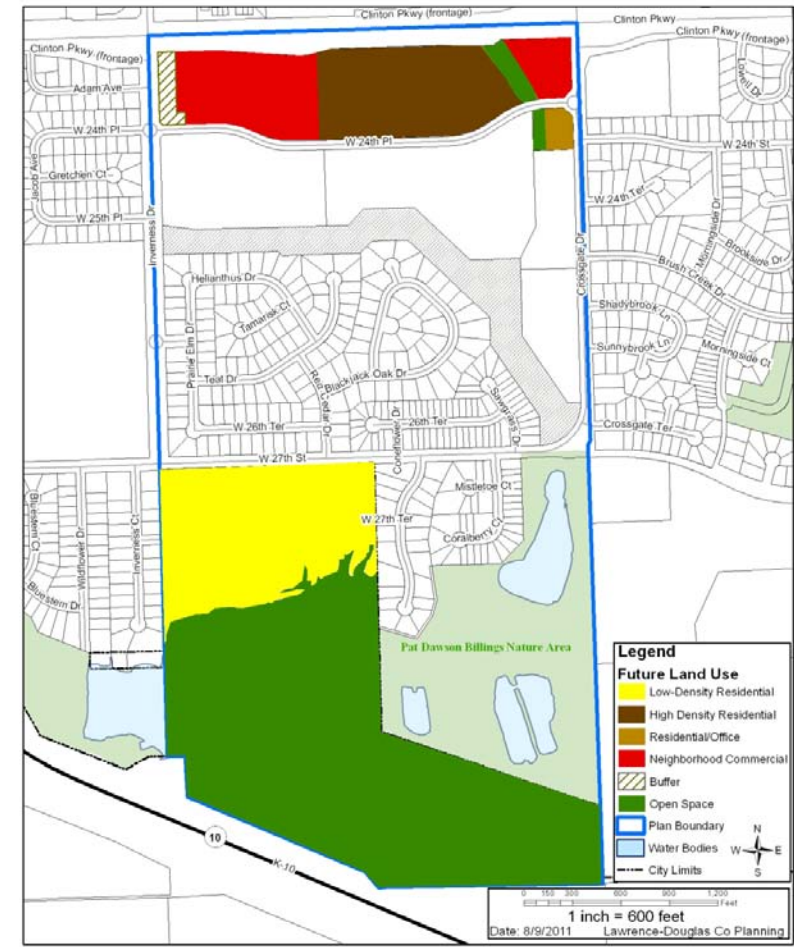 Clinton Pkwy (frontage)
Clinton Pkwy
Clinton Pkwy (frontage)
Clinton Pkwy (frontage)
Adam Ave
Lowell Dr
W 24th Pl
W 24th Pl
W 24th St
Jacob Ave
Gretchen Ct
W 25th Pl
W 24th Ter
Morningside Dr
Brookside Dr
Inverness Dr
Crossgate Dr
Brush Creek Dr
Helianthus Dr
Tamarisk Ct
Prairie Elm Dr
Teal Dr
Red Cedar Dr
Blackjack Oak Dr
Shadybrook Ln
Sunnybrook Ln
Morningside Ct
Sawgrass Dr
W 26th Ter
26th Ter
Coneflower Dr
Crossgate Ter
W 27th St
Mistletoe Ct
W 27th Ter
Coralberry Ct
Bluestem Ct
Wildflower Dr
Inverness Ct
Bluestem Dr
Pat Dawson Billings Nature Area
10
K-10
Legend
Future Land Use
Low-Density Residential
High Density Residential
Residential/Office
Neighborhood Commercial
Buffer
Open Space
Plan Boundary
Water Bodies
City Limits
N
W E
S
0 150 300 600 900 1,200
Feet
1 inch = 600 feet
Date: 8/9/2011 Lawrence-Douglas Co Planning